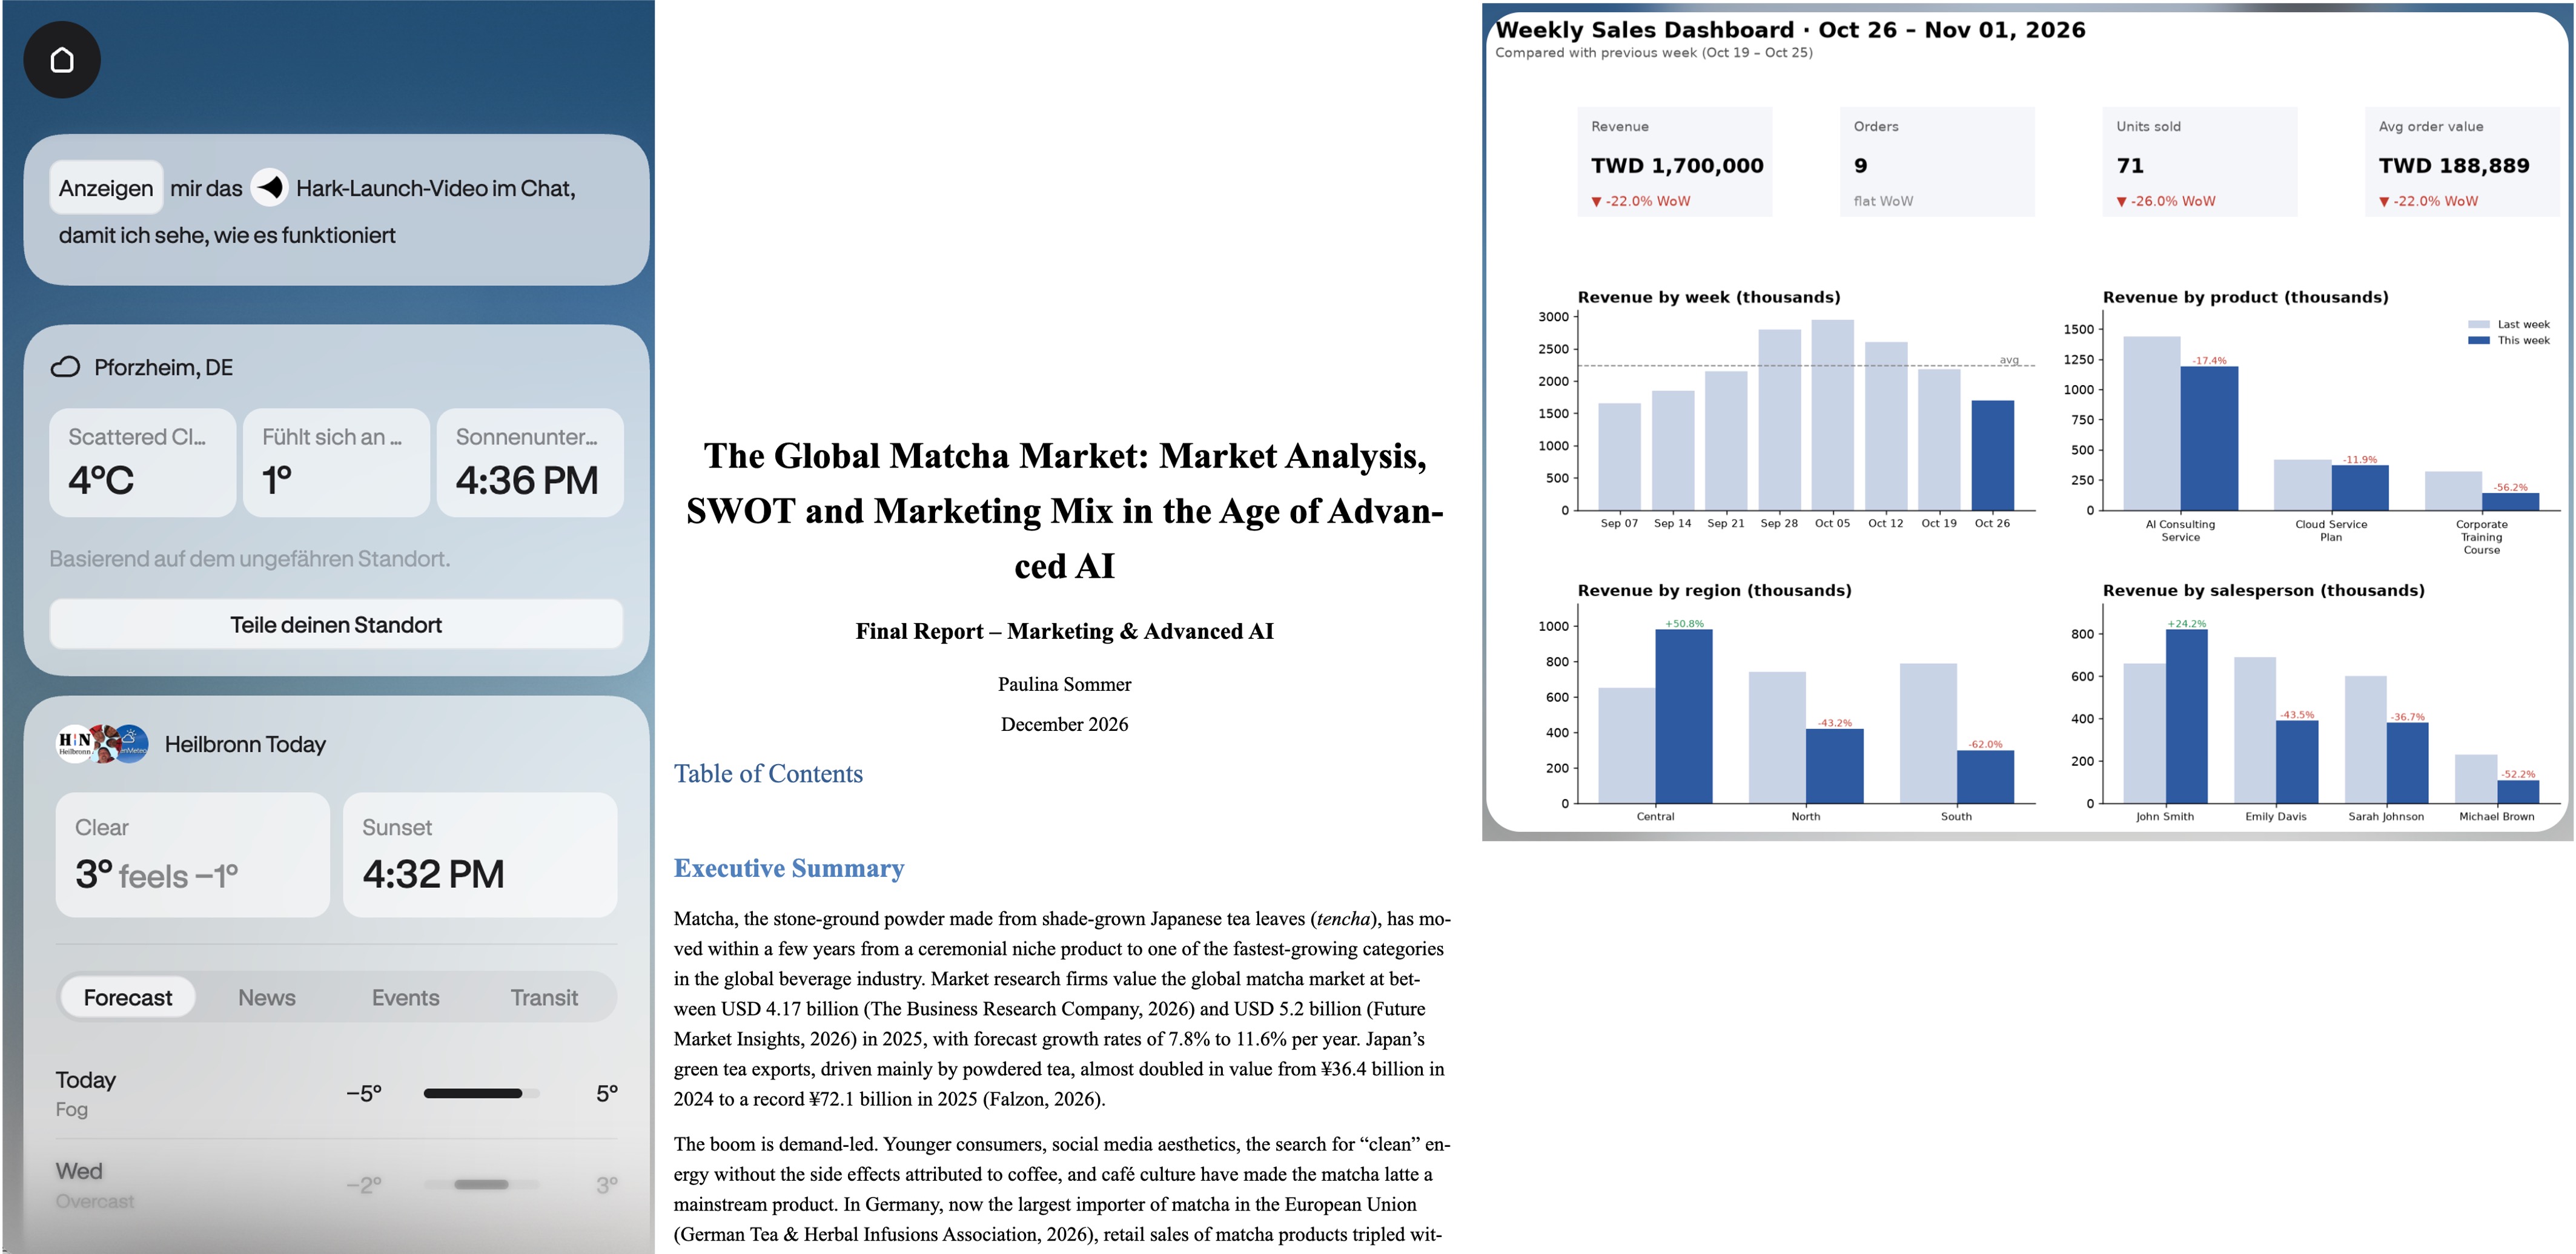 Anzeigen mir das Hark-Launch-Video im Chat,
damit ich sehe, wie es funktioniert
Pforzheim, DE
Scattered Cl...
4°C
Fühlt sich an ...
1°
Sonnenunter...
4:36 PM
Basierend auf dem ungefähren Standort.
Teile deinen Standort
H:N
Heilbronn
Heilbronn Today
Clear
3° feels −1°
Sunset
4:32 PM
Forecast News Events Transit
Today −5° 5°
Fog
Wed −2° 3°
Overcast
The Global Matcha Market: Market Analysis,
SWOT and Marketing Mix in the Age of Advan-
ced AI
Final Report – Marketing & Advanced AI
Paulina Sommer
December 2026
Table of Contents
Executive Summary
Matcha, the stone-ground powder made from shade-grown Japanese tea leaves (tencha), has mo-
ved within a few years from a ceremonial niche product to one of the fastest-growing categories
in the global beverage industry. Market research firms value the global matcha market at bet-
ween USD 4.17 billion (The Business Research Company, 2026) and USD 5.2 billion (Future
Market Insights, 2026) in 2025, with forecast growth rates of 7.8% to 11.6% per year. Japan’s
green tea exports, driven mainly by powdered tea, almost doubled in value from ¥36.4 billion in
2024 to a record ¥72.1 billion in 2025 (Falzon, 2026).
The boom is demand-led. Younger consumers, social media aesthetics, the search for “clean” en-
ergy without the side effects attributed to coffee, and café culture have made the matcha latte a
mainstream product. In Germany, now the largest importer of matcha in the European Union
(German Tea & Herbal Infusions Association, 2026), retail sales of matcha products tripled wit-
Weekly Sales Dashboard · Oct 26 – Nov 01, 2026
Compared with previous week (Oct 19 – Oct 25)
Revenue
TWD 1,700,000
▼ -22.0% WoW
Orders
9
flat WoW
Units sold
71
▼ -26.0% WoW
Avg order value
TWD 188,889
▼ -22.0% WoW
Revenue by week (thousands)
3000
2500
2000
1500
1000
500
0
avg
Sep 07 Sep 14 Sep 21 Sep 28 Oct 05 Oct 12 Oct 19 Oct 26
Revenue by product (thousands)
Last week
This week
1500
1250
1000
750
500
250
0
-17.4%
-11.9%
-56.2%
AI Consulting
Service
Cloud Service
Plan
Corporate
Training
Course
Revenue by region (thousands)
1000
800
600
400
200
0
+50.8%
-43.2%
-62.0%
Central North South
Revenue by salesperson (thousands)
800
600
400
200
0
+24.2%
-43.5%
-36.7%
-52.2%
John Smith Emily Davis Sarah Johnson Michael Brown